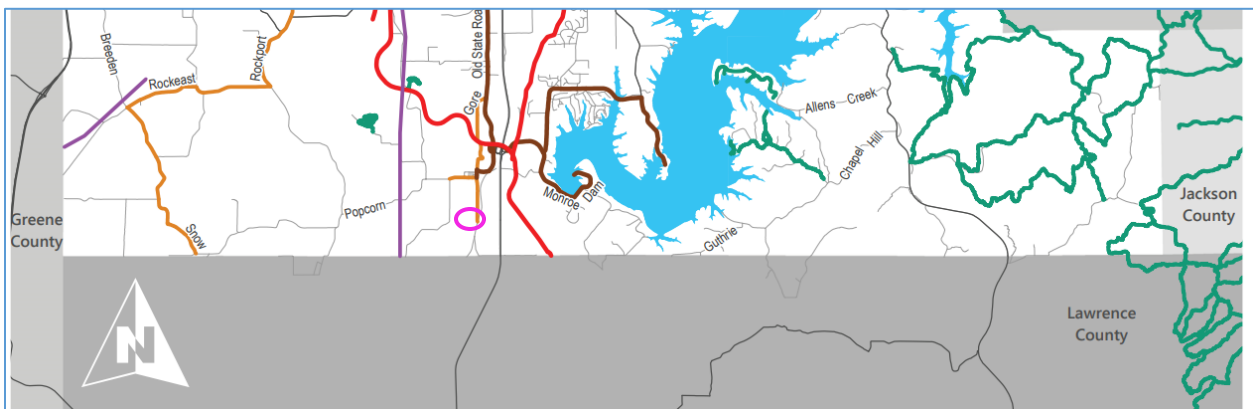 Breeden
Rockeast
Rockport
Old State Road
Gore
Allens Creek
Chapel Hill
Greene
County
Snow
Popcorn
Monroe
Dam
Guthrie
Jackson
County
Lawrence
County
N